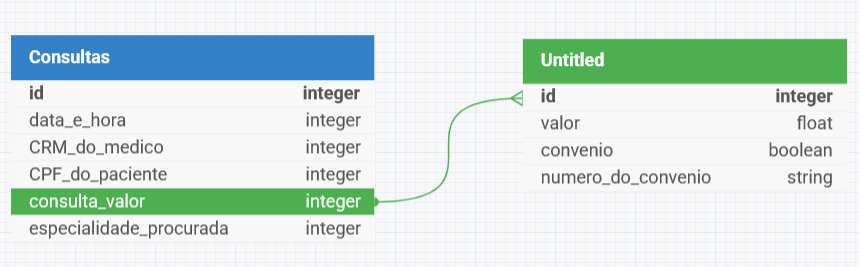 Consultas
id integer
data_e_hora integer
CRM_do_medico integer
CPF_do_paciente integer
consulta_valor integer
especialidade_procurada integer
Untitled
id integer
valor float
convenio boolean
numero_do_convenio string